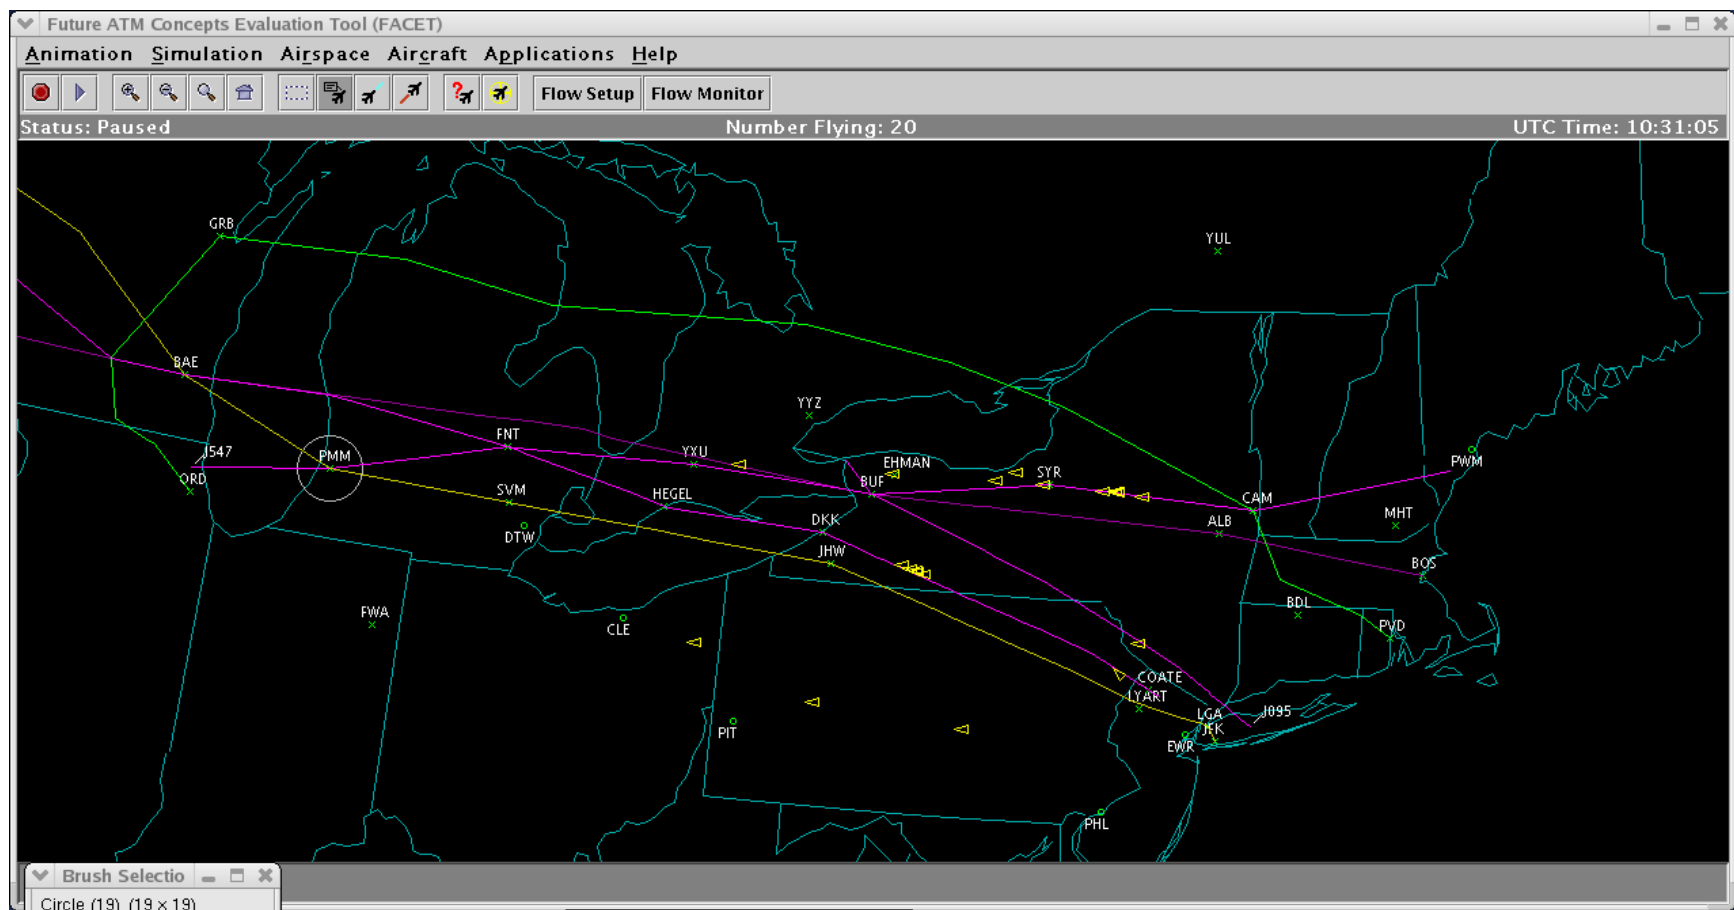 Future ATM Concepts Evaluation Tool (FACET)
Animation Simulation Airspace Aircraft Applications Help
Flow Setup Flow Monitor
Status: Paused Number Flying: 20 UTC Time: 10:31:05
GRB
YUL
BAE
YYZ
FNT
J547
PMM
YXU
EHMAN
SYR
PWM
ORD
BUF
SVM
HEGEL
CAM
DKK
ALB
MHT
DTW
JHW
BOS
FWA
BDL
CLE
PVD
COATE
LYART
LGA
J095
PIT
JFK
EWR
PHL
Brush Selectio
Circle (19) (19 × 19)